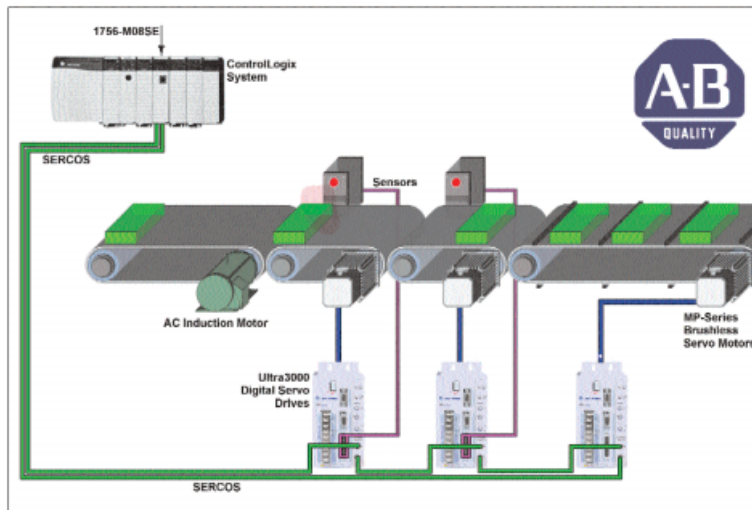 1756-M08SE
ControlLogix
System
A-B
QUALITY
SERCOS
Sensors
AC Induction Motor
MP-Series
Brushless
Servo Motors
Ultra3000
Digital Servo
Drives
SERCOS